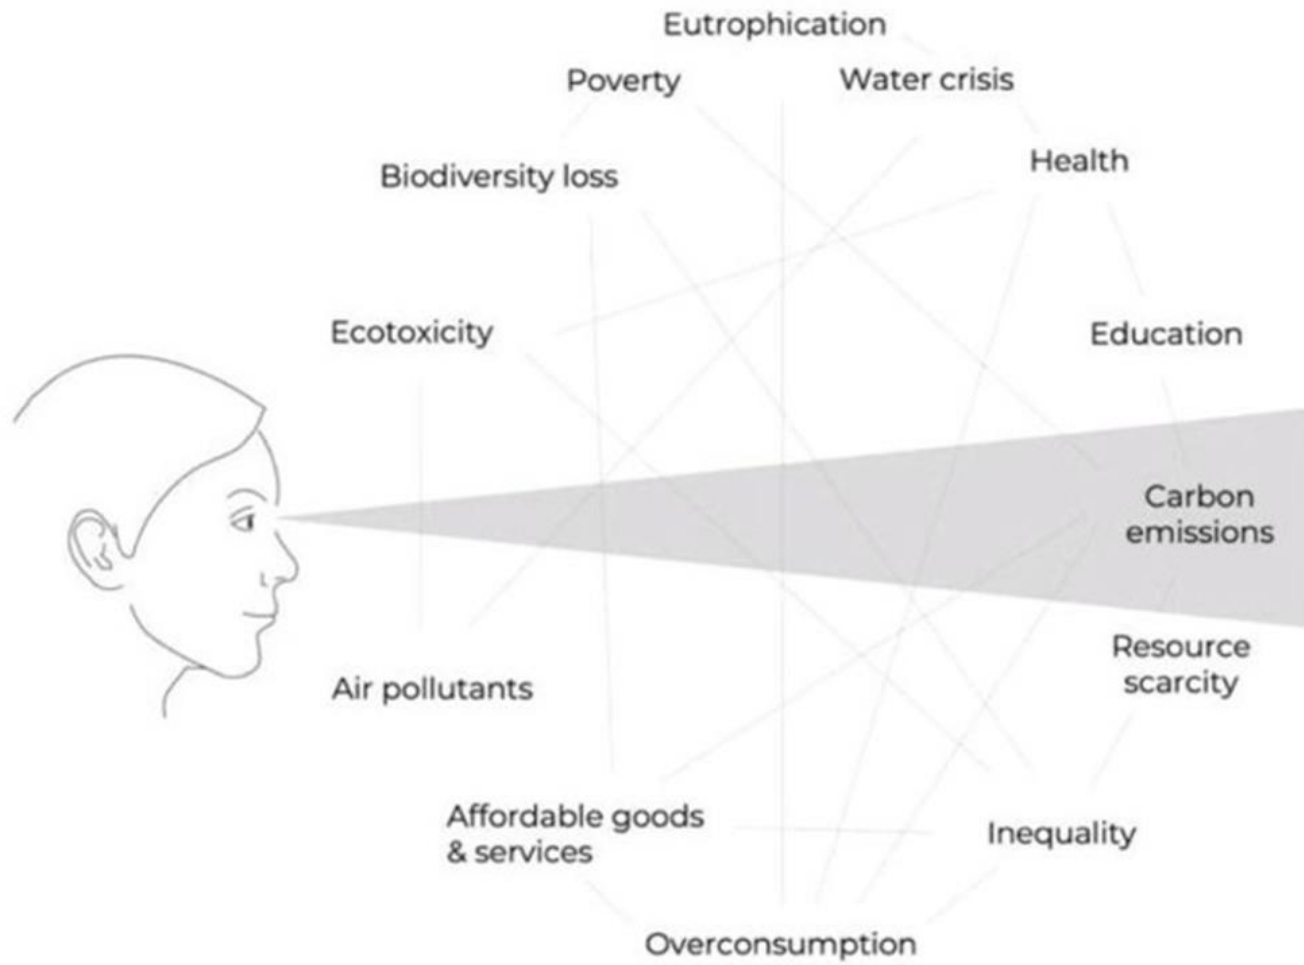 Eutrophication
Poverty
Water crisis
Biodiversity loss
Health
Ecotoxicity
Education
Carbon
emissions
Resource
scarcity
Air pollutants
Affordable goods
& services
Inequality
Overconsumption